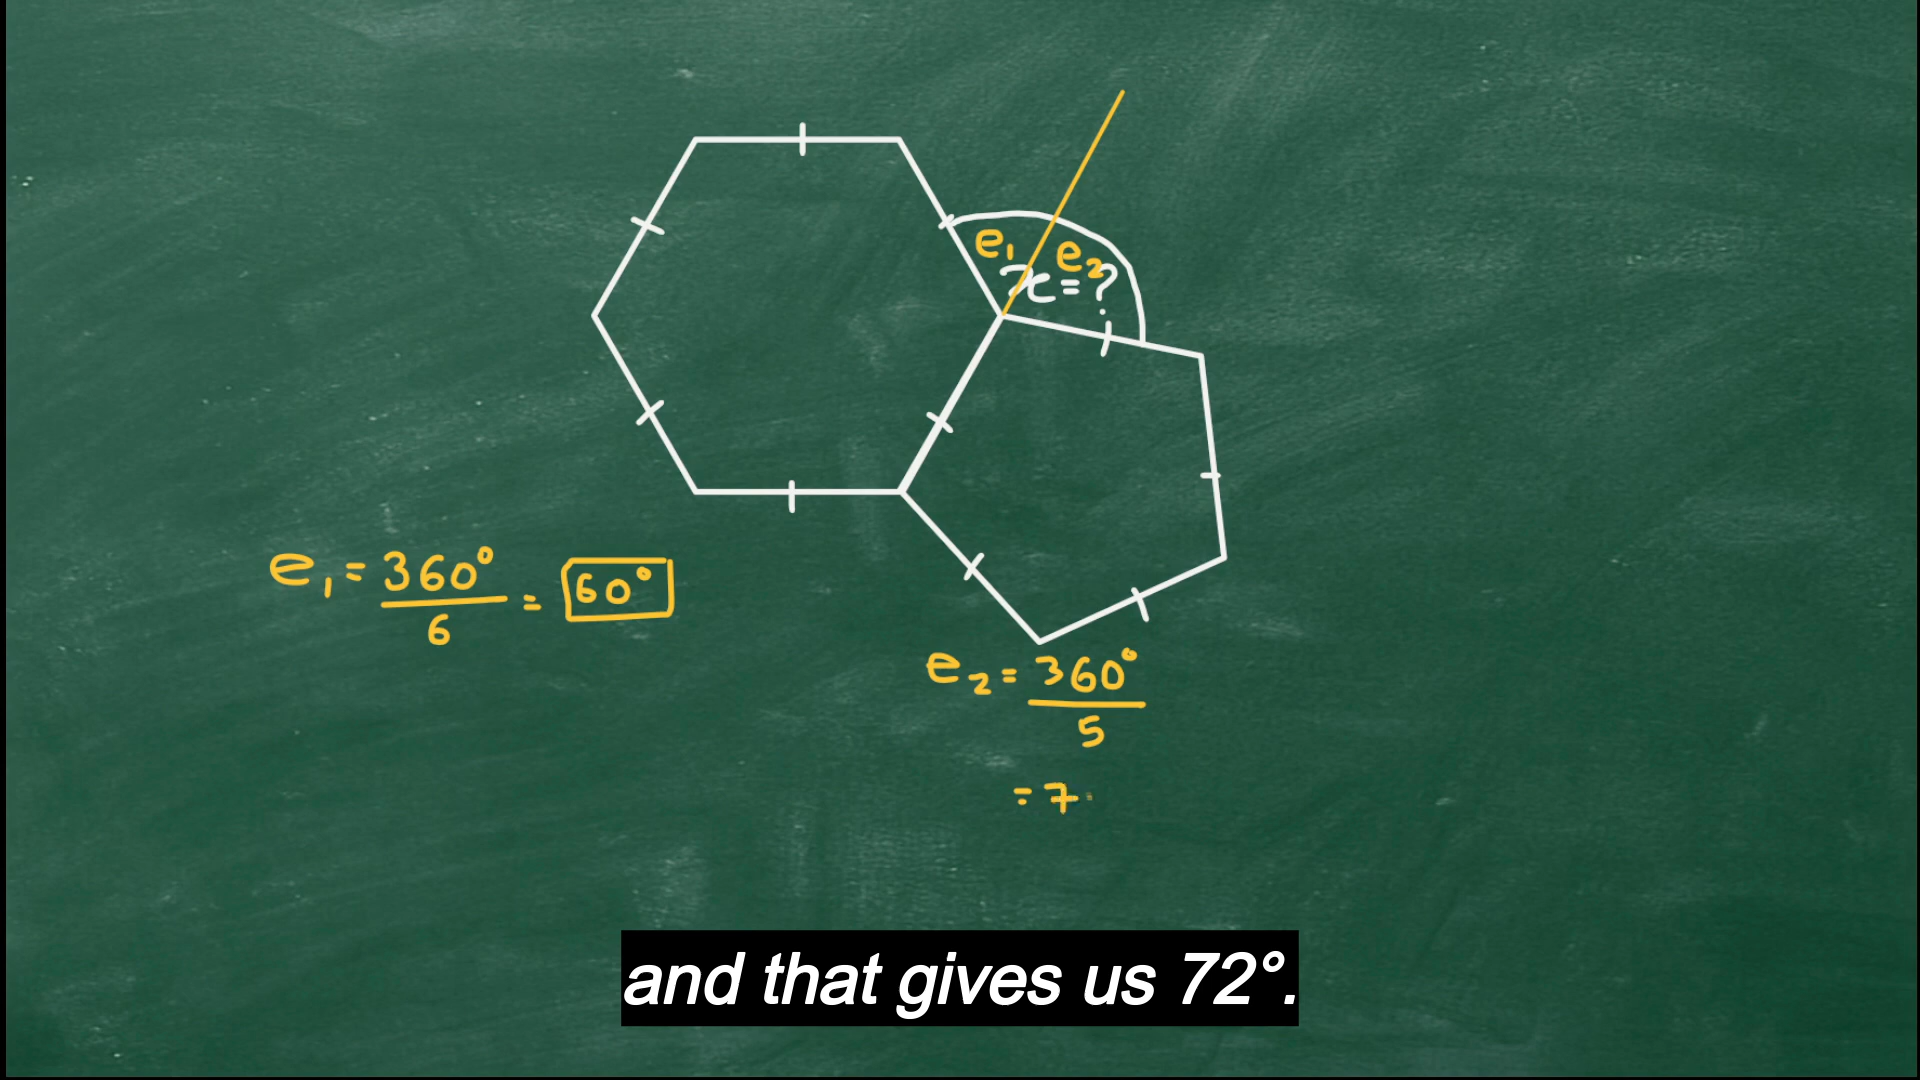 e₁ e₂
x=?
e₁ = 360°/6 = 60°
e₂ = 360°/5
= 7
and that gives us 72°.